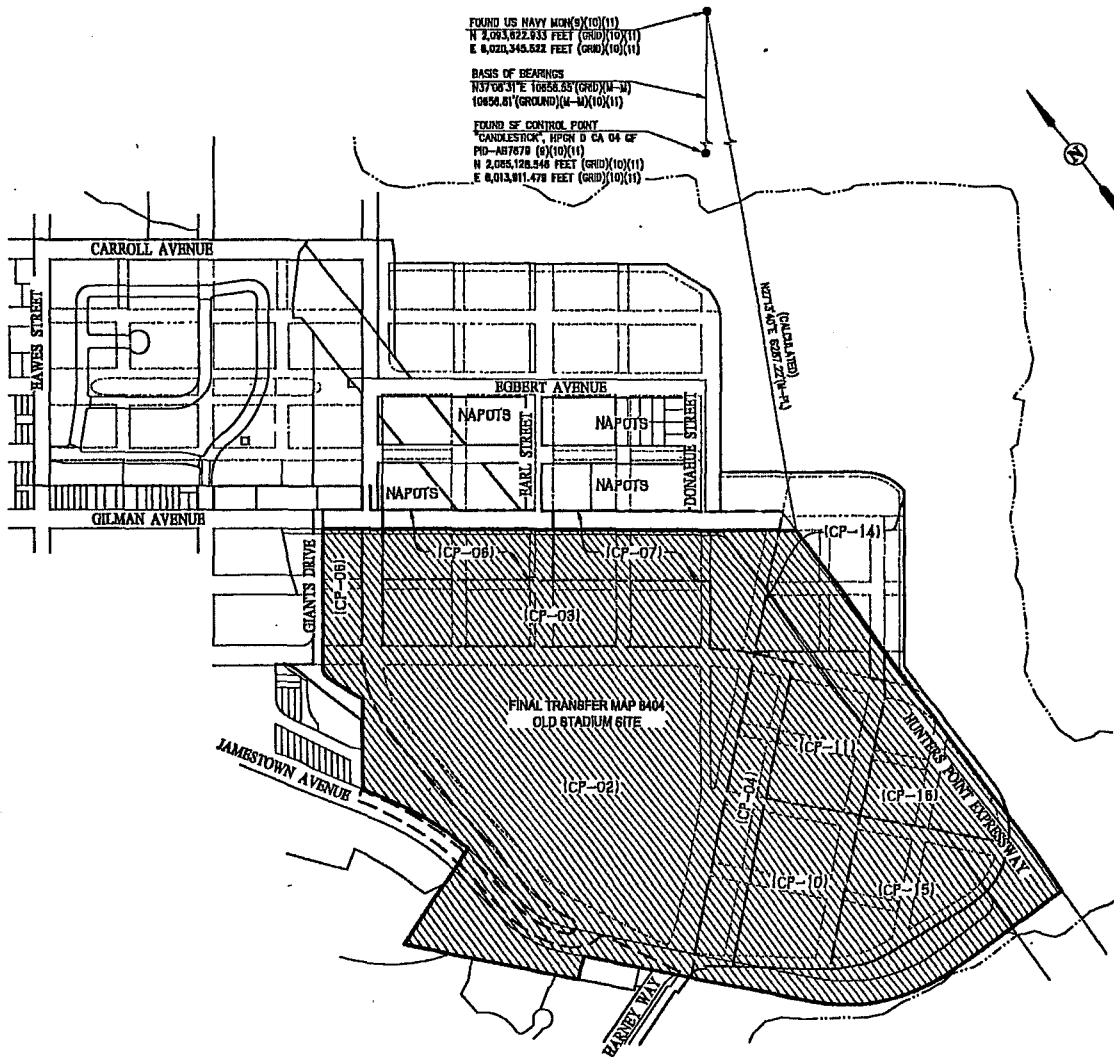 FOUND US NAVY MON(9)(10)(11)
N 2,093,622.933 FEET (GRID)(10)(11)
E 6,020,345.522 FEET (GRID)(10)(11)
BASIS OF BEARINGS
N37°08'31"E 10656.55'(GRID)(M-M)
10656.81'(GROUND)(M-M)(10)(11)
FOUND SF CONTROL POINT
"CANDLESTICK", HPGN D CA 04 GF
PID-AB7679 (9)(10)(11)
N 2,085,126.546 FEET (GRID)(10)(11)
E 6,013,911.478 FEET (GRID)(10)(11)
N
CARROLL AVENUE
HAWES STREET
(CALCULATED)
EGBERT AVENUE
NAPOTS
NAPOTS
EARL STREET
DONAHUE STREET
NAPOTS
NAPOTS
GILMAN AVENUE
(CP-14)
(CP-06)
(CP-07)
(CP-06)
GIANTS DRIVE
(CP-03)
FINAL TRANSFER MAP 8404
OLD STADIUM SITE
JAMESTOWN AVENUE
(CP-02)
(CP-11)
(CP-04)
(CP-16)
HUNTERS POINT EXPRESSWAY
(CP-10)
(CP-15)
HARNEY WAY